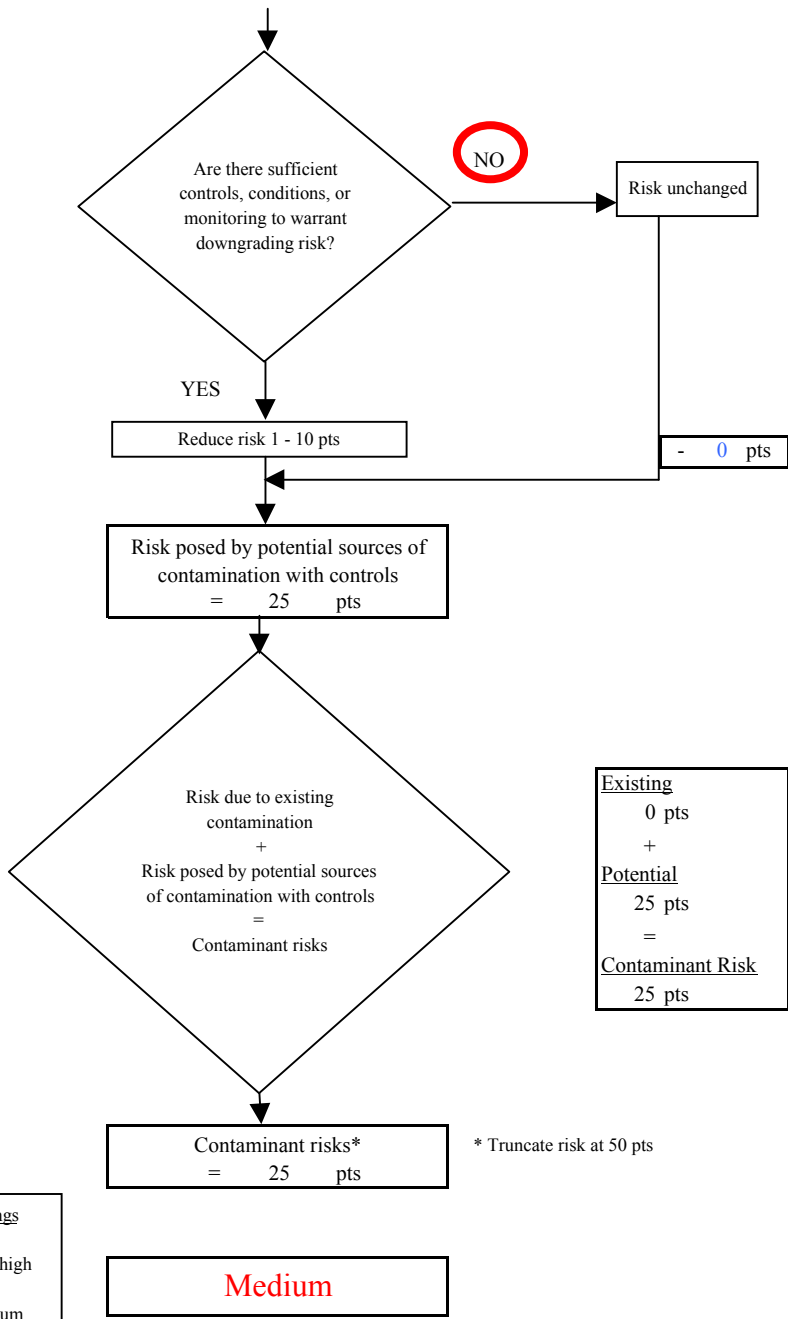 Are there sufficient
controls, conditions, or
monitoring to warrant
downgrading risk?
NO
Risk unchanged
YES
Reduce risk 1 - 10 pts
- 0 pts
Risk posed by potential sources of
contamination with controls
= 25 pts
Risk due to existing
contamination
+
Risk posed by potential sources
of contamination with controls
=
Contaminant risks
Existing
0 pts
+
Potential
25 pts
=
Contaminant Risk
25 pts
Contaminant risks*
= 25 pts
* Truncate risk at 50 pts
high
Medium